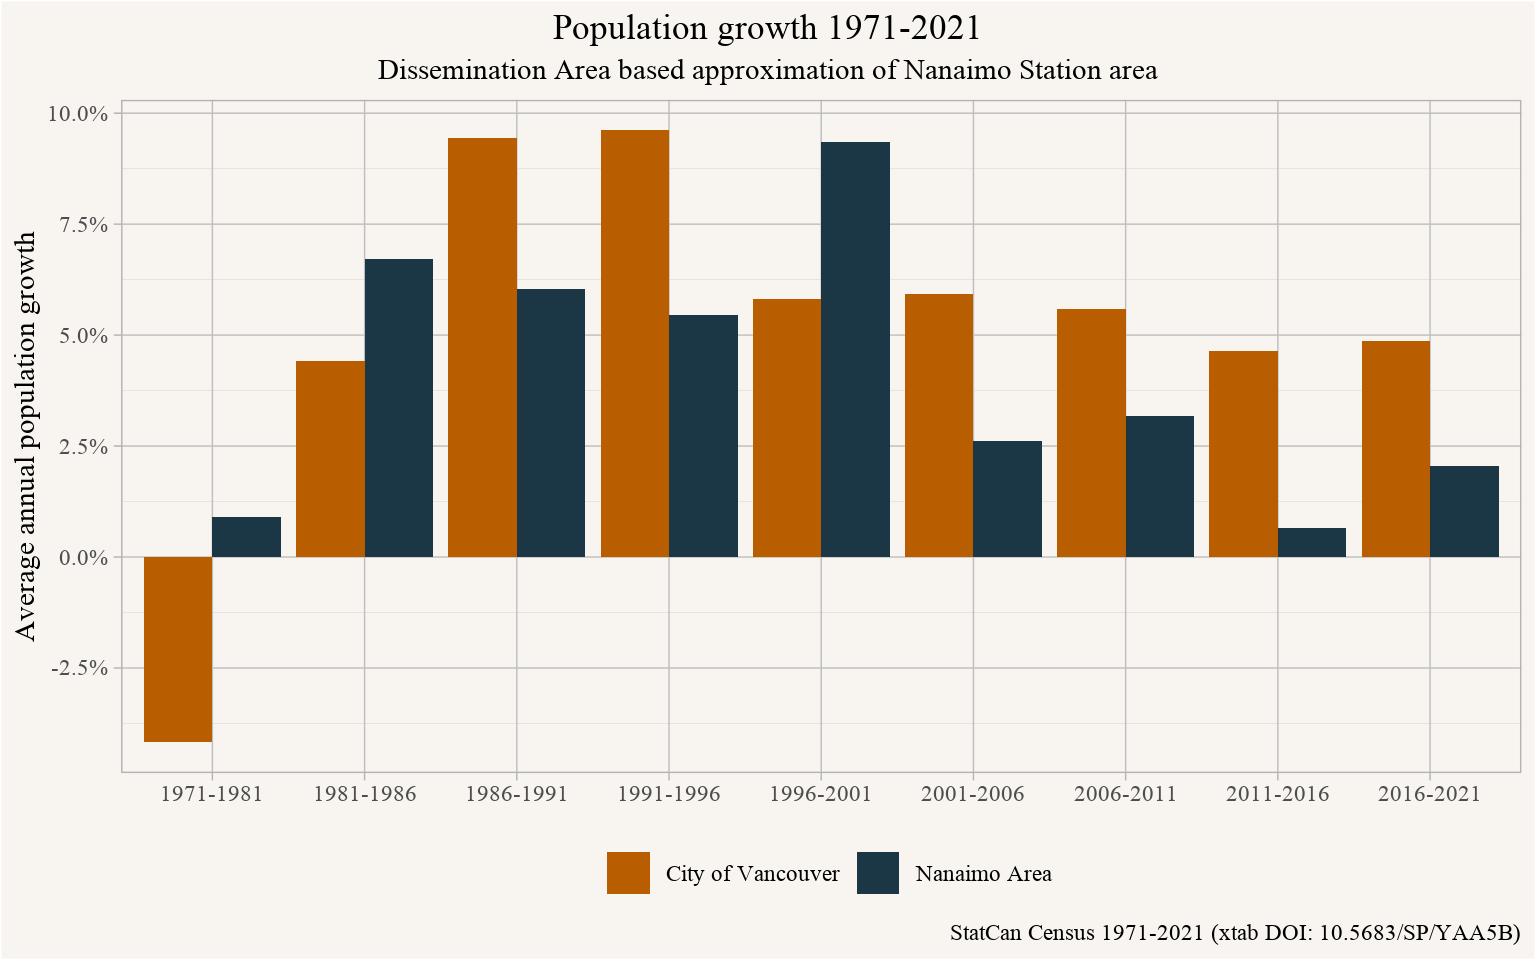 Population growth 1971-2021
Dissemination Area based approximation of Nanaimo Station area
Average annual population growth
10.0%
7.5%
5.0%
2.5%
0.0%
-2.5%
1971-1981
1981-1986
1986-1991
1991-1996
1996-2001
2001-2006
2006-2011
2011-2016
2016-2021
City of Vancouver
Nanaimo Area
StatCan Census 1971-2021 (xtab DOI: 10.5683/SP/YAA5B)